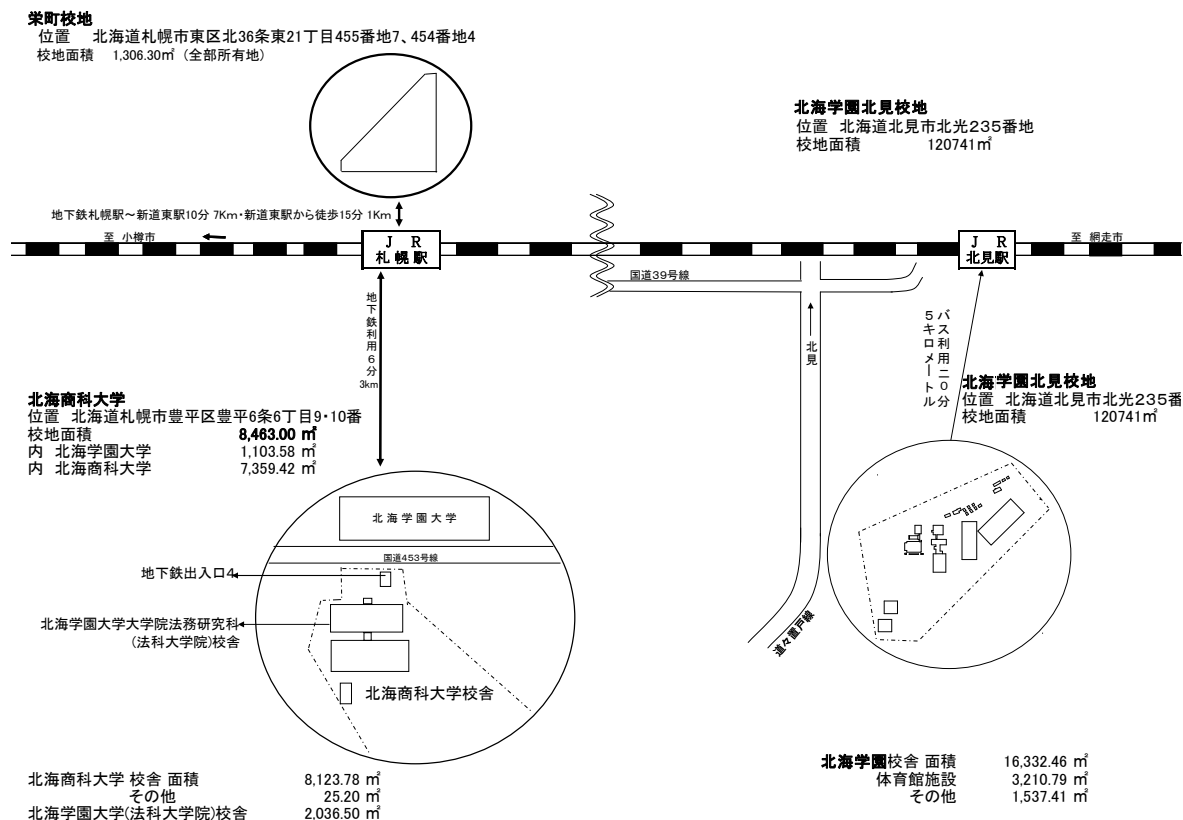 栄町校地
位置 北海道札幌市東区北36条東21丁目455番地7、454番地4
校地面積 1,306.30㎡ (全部所有地)
北海学園北見校地
位置 北海道北見市北光235番地
校地面積 120741㎡
地下鉄札幌駅～新道東駅10分 7Km・新道東駅から徒歩15分 1Km
至 小樽市
J R
札幌駅
J R
北見駅
至 網走市
国道39号線
地下鉄利用6分
3km
北見
バス利用二0分
5キロメートル
北海商科大学
位置 北海道札幌市豊平区豊平6条6丁目9・10番
校地面積 8,463.00 ㎡
内 北海学園大学 1,103.58 ㎡
内 北海商科大学 7,359.42 ㎡
北海学園北見校地
位置 北海道北見市北光235番
校地面積 120741㎡
北海学園大学
国道453号線
地下鉄出入口4
北海学園大学大学院法務研究科
(法科大学院)校舎
北海商科大学校舎
道々置戸線
北海商科大学 校舎 面積 8,123.78 ㎡
その他 25.20 ㎡
北海学園大学(法科大学院)校舎 2,036.50 ㎡
北海学園校舎 面積 16,332.46 ㎡
体育館施設 3,210.79 ㎡
その他 1,537.41 ㎡